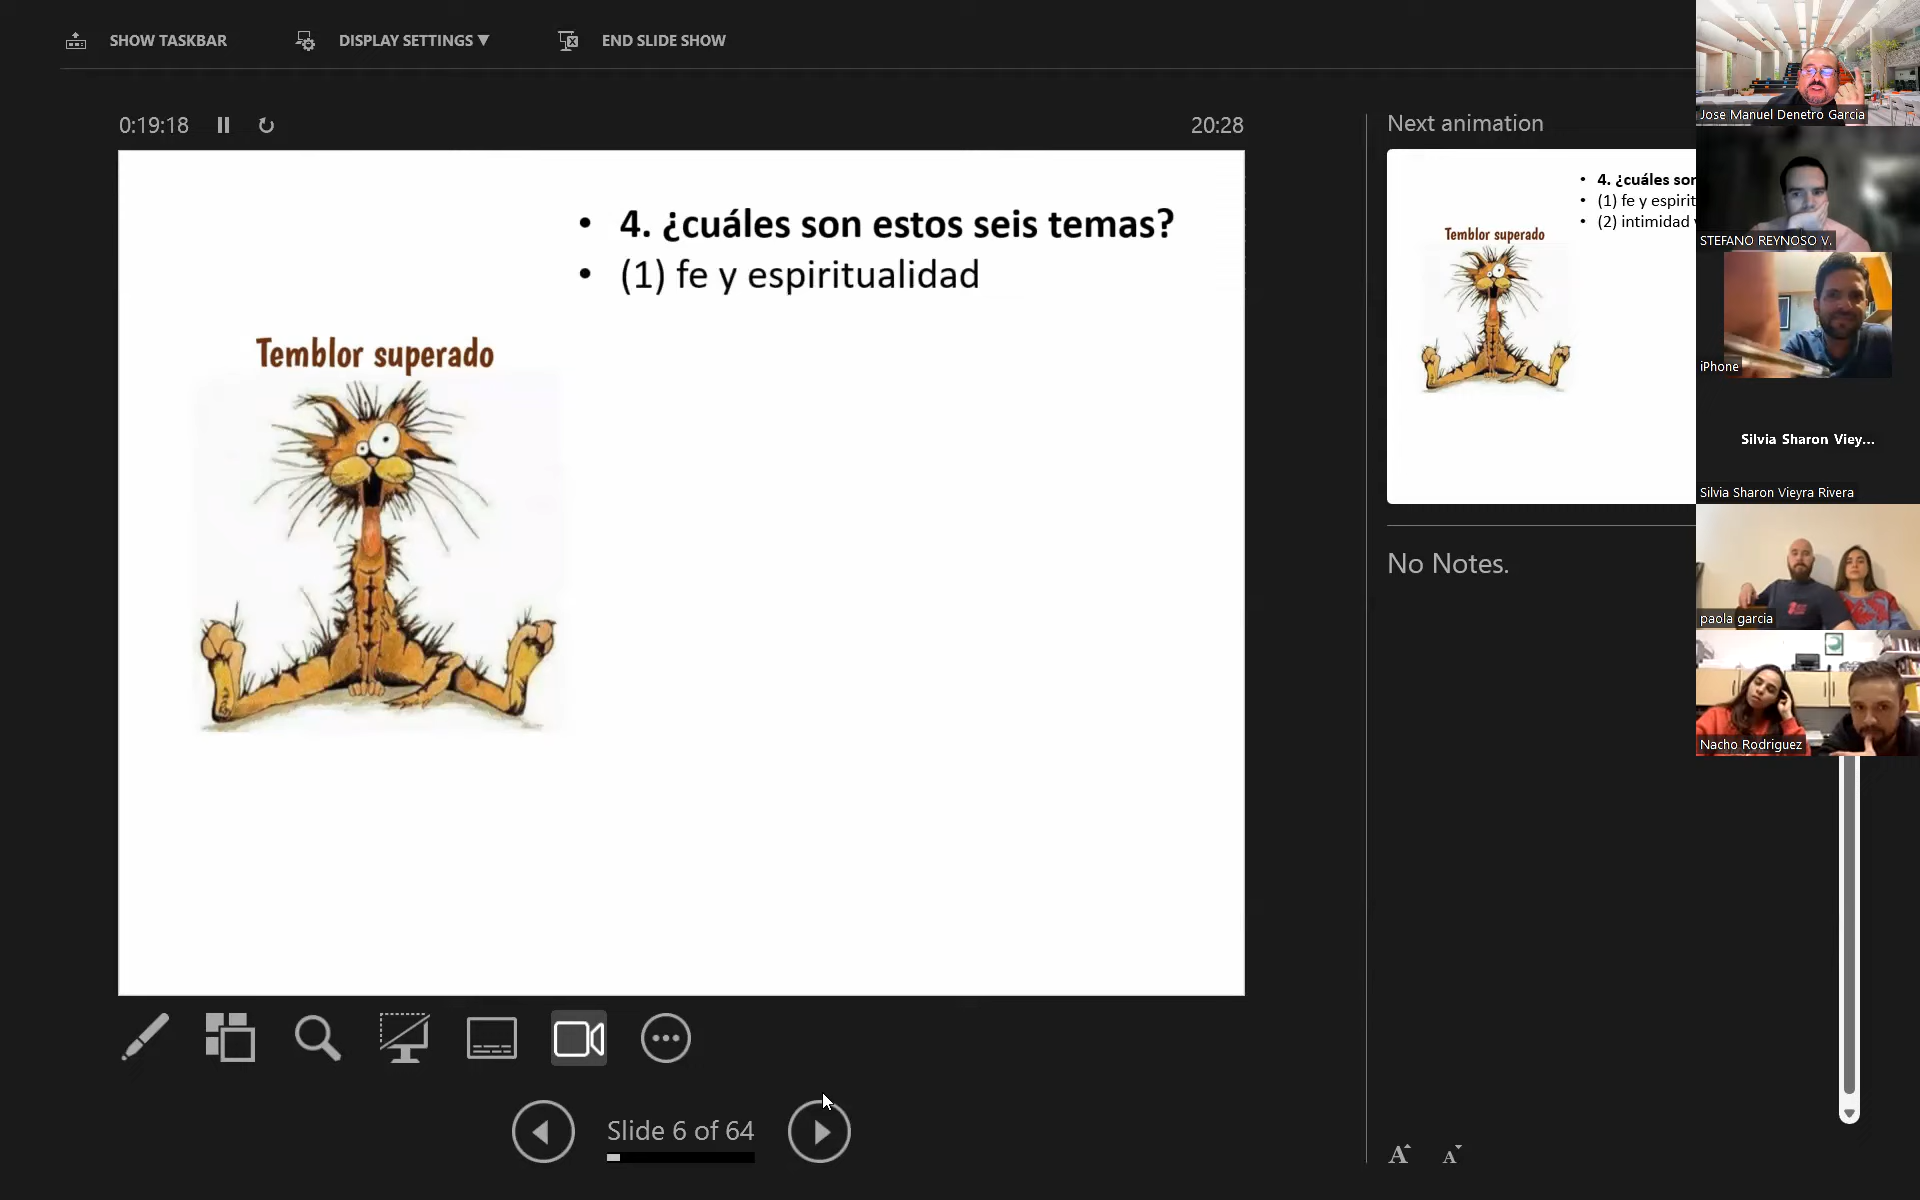 SHOW TASKBAR
DISPLAY SETTINGS ▼
END SLIDE SHOW
0:19:18
20:28
• 4. ¿cuáles son estos seis temas?
• (1) fe y espiritualidad
Temblor superado
Slide 6 of 64
Next animation
• 4. ¿cuáles son
• (1) fe y espirit
• (2) intimidad
Temblor superado
No Notes.
A
A
Jose Manuel Denetro Garcia
STEFANO REYNOSO V.
iPhone
Silvia Sharon Viey...
Silvia Sharon Vieyra Rivera
paola garcia
Nacho Rodriguez